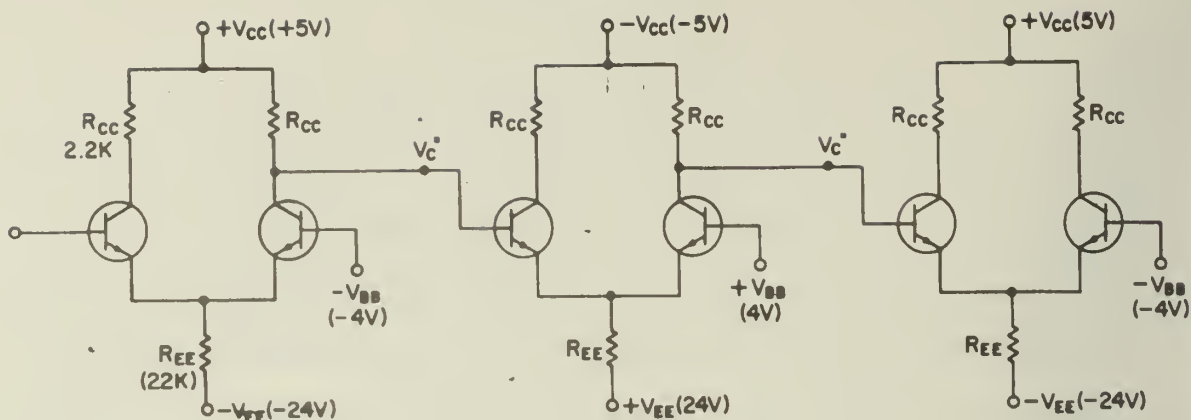 +VCC(+5V)
RCC
2.2K
RCC
VC"
-VBB
(-4V)
REE
(22K)
-VEE(-24V)
-VCC(-5V)
RCC
RCC
VC"
+VBB
(4V)
REE
+VEE(24V)
+VCC(5V)
RCC
RCC
-VBB
(-4V)
REE
-VEE(-24V)